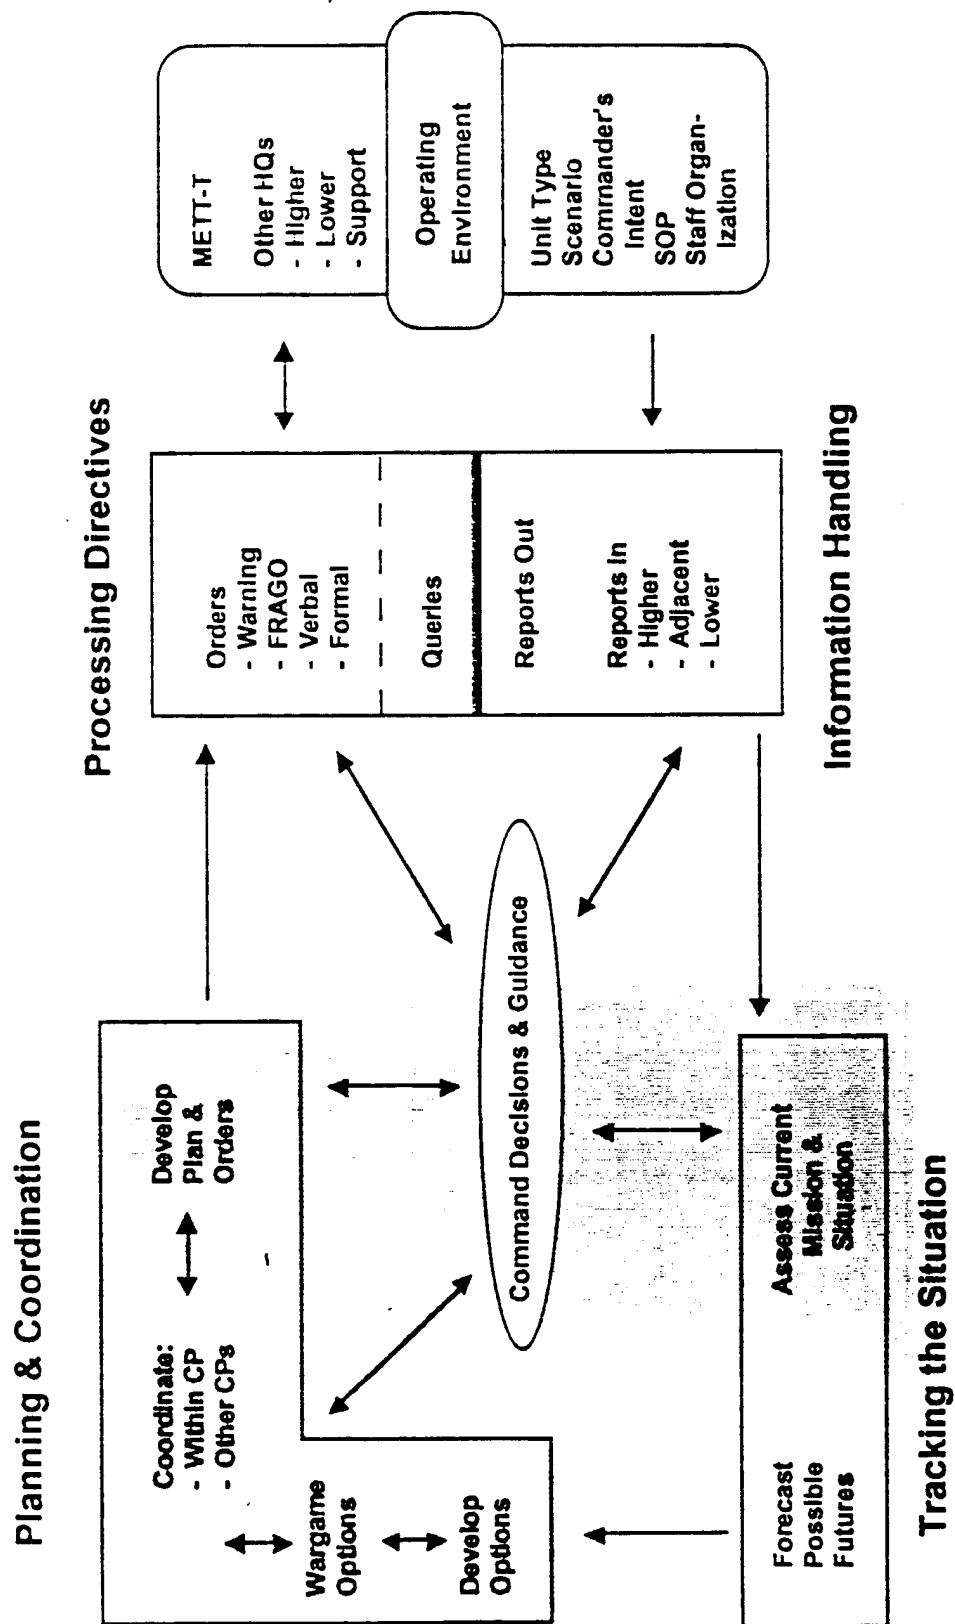 Planning & Coordination
Coordinate:
- Within CP
- Other CPs
Develop
Plan &
Orders
Wargame
Options
Develop
Options
Command Decisions & Guidance
Forecast
Possible
Futures
Assess Current
Mission &
Situation
Tracking the Situation
Processing Directives
Orders
- Warning
- FRAGO
- Verbal
- Formal
Queries
Reports Out
Reports In
- Higher
- Adjacent
- Lower
Information Handling
METT-T
Other HQs
- Higher
- Lower
- Support
Operating
Environment
Unit Type
Scenario
Commander's
Intent
SOP
Staff Organ-
ization